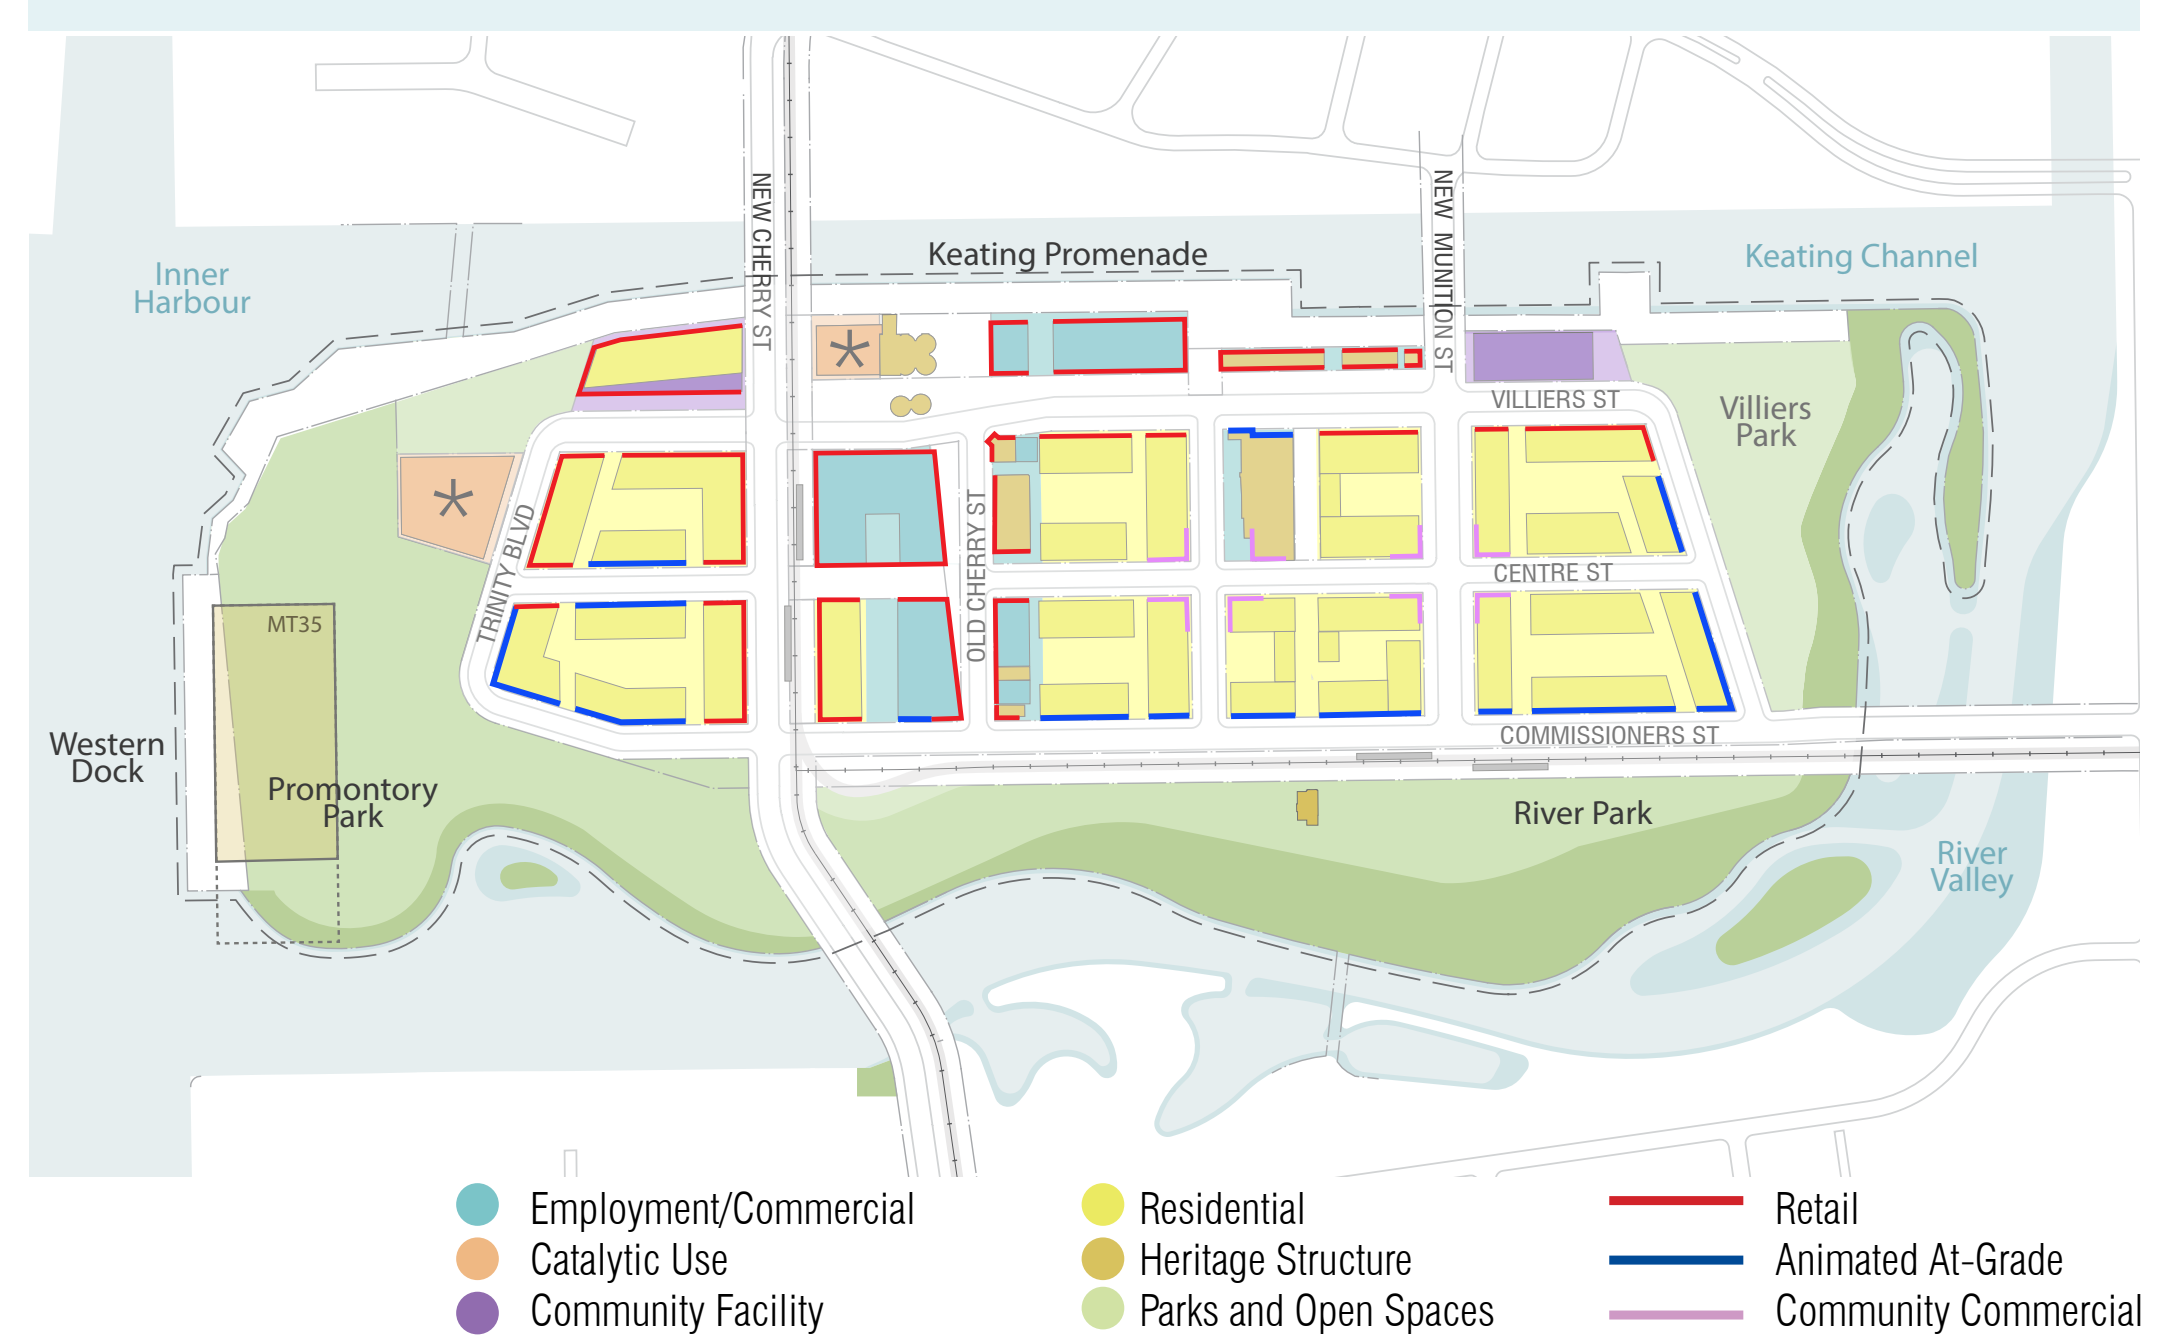 NEW CHERRY ST
NEW MUNITION ST
Keating Promenade
Keating Channel
Inner
Harbour
VILLIERS ST
Villiers
Park
TRINITY BLVD
OLD CHERRY ST
CENTRE ST
MT35
Western
Dock
COMMISSIONERS ST
Promontory
Park
River Park
River
Valley
Employment/Commercial
Residential
Retail
Catalytic Use
Heritage Structure
Animated At-Grade
Community Facility
Parks and Open Spaces
Community Commercial